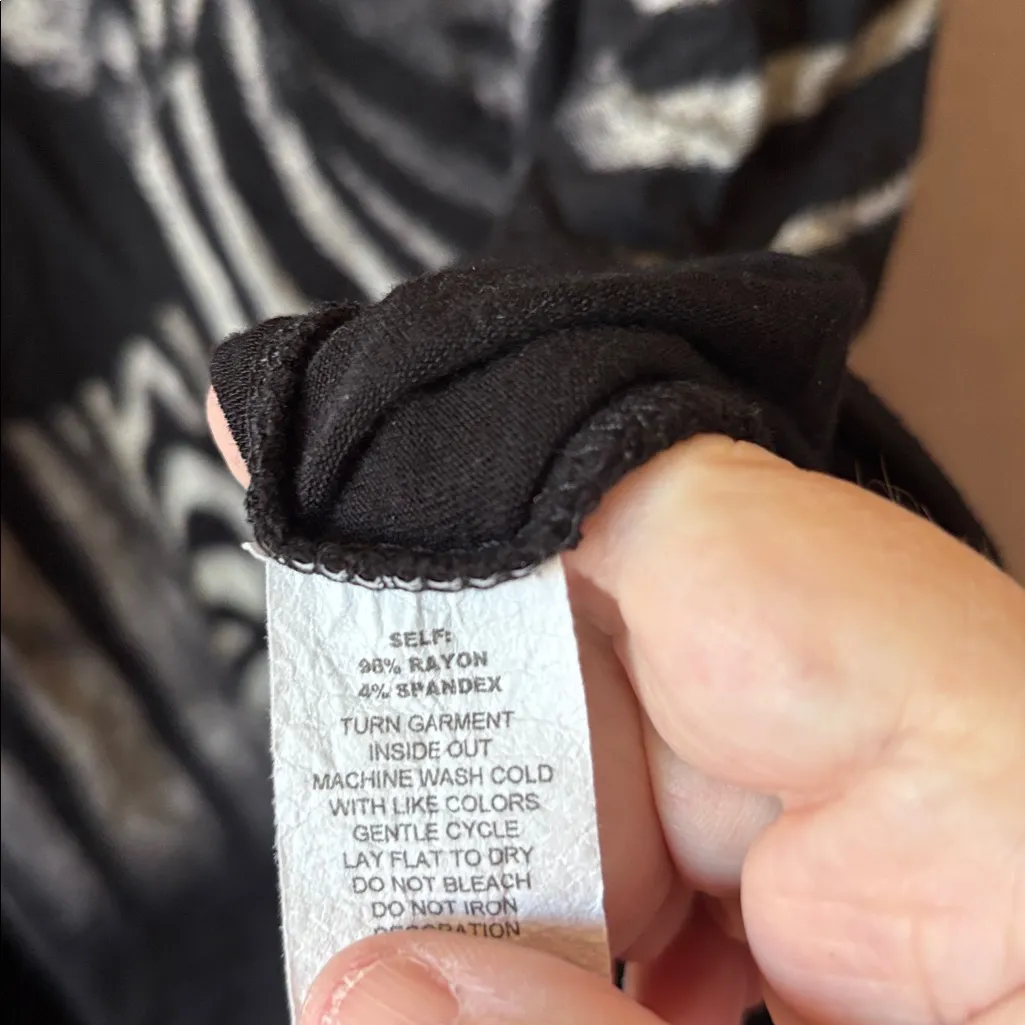 SELF:
96% RAYON
4% SPANDEX
TURN GARMENT
INSIDE OUT
MACHINE WASH COLD
WITH LIKE COLORS
GENTLE CYCLE
LAY FLAT TO DRY
DO NOT BLEACH
DO NOT IRON
DECORATION